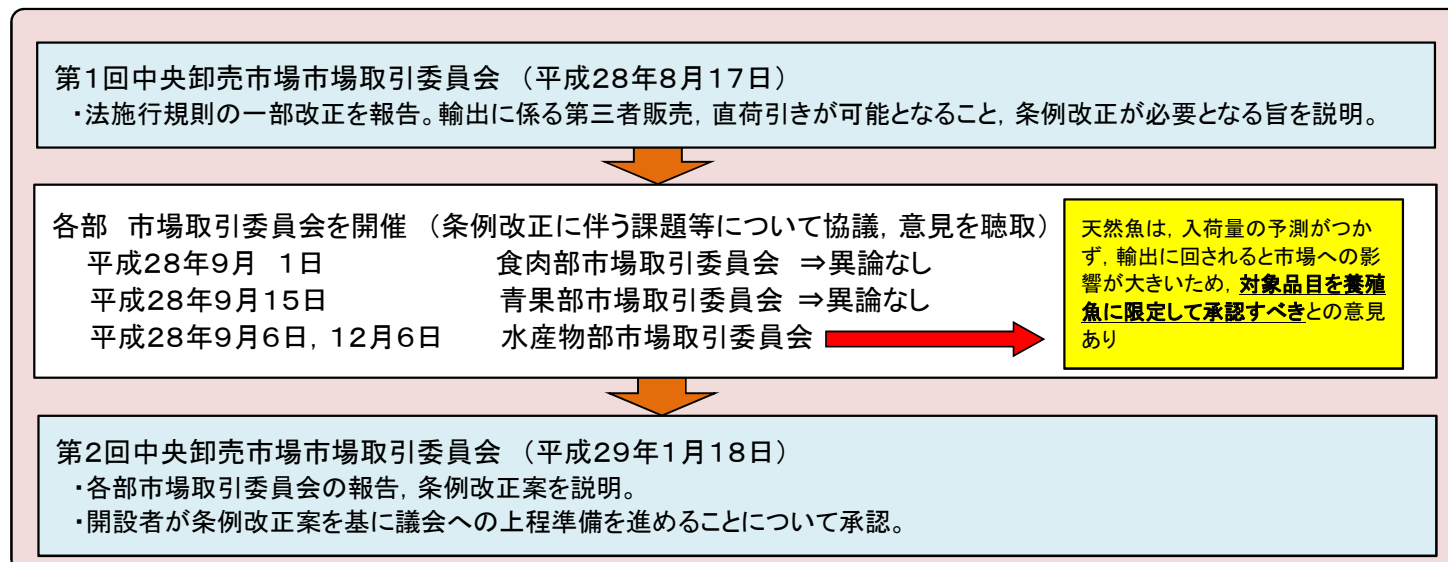 第1回中央卸売市場市場取引委員会 （平成28年8月17日）
・法施行規則の一部改正を報告。輸出に係る第三者販売，直荷引きが可能となること，条例改正が必要となる旨を説明。
各部　市場取引委員会を開催 （条例改正に伴う課題等について協議，意見を聴取）
平成28年9月　1日　食肉部市場取引委員会 ⇒異論なし
平成28年9月15日　青果部市場取引委員会 ⇒異論なし
平成28年9月6日，12月6日　水産物部市場取引委員会
天然魚は，入荷量の予測がつか
ず，輸出に回されると市場への影
響が大きいため，対象品目を養殖
魚に限定して承認すべきとの意見
あり
第2回中央卸売市場市場取引委員会 （平成29年1月18日）
・各部市場取引委員会の報告，条例改正案を説明。
・開設者が条例改正案を基に議会への上程準備を進めることについて承認。